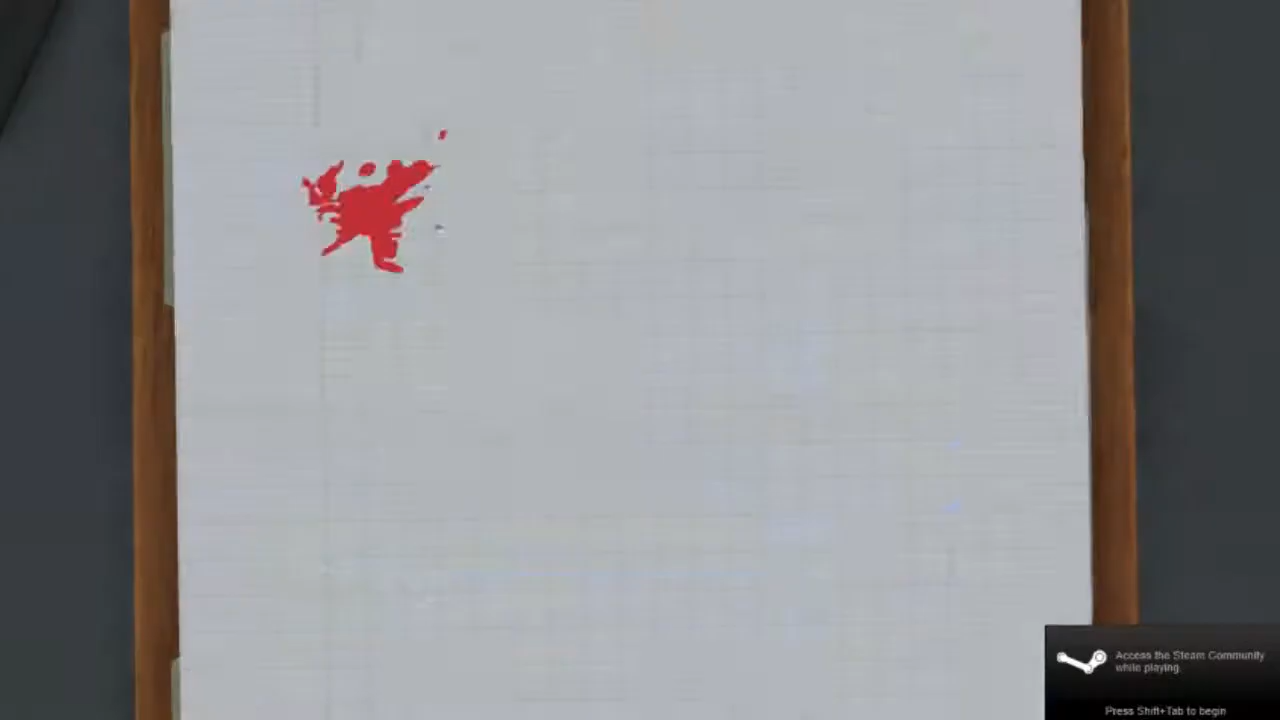 Access the Steam Community
while playing.
Press Shift+Tab to begin